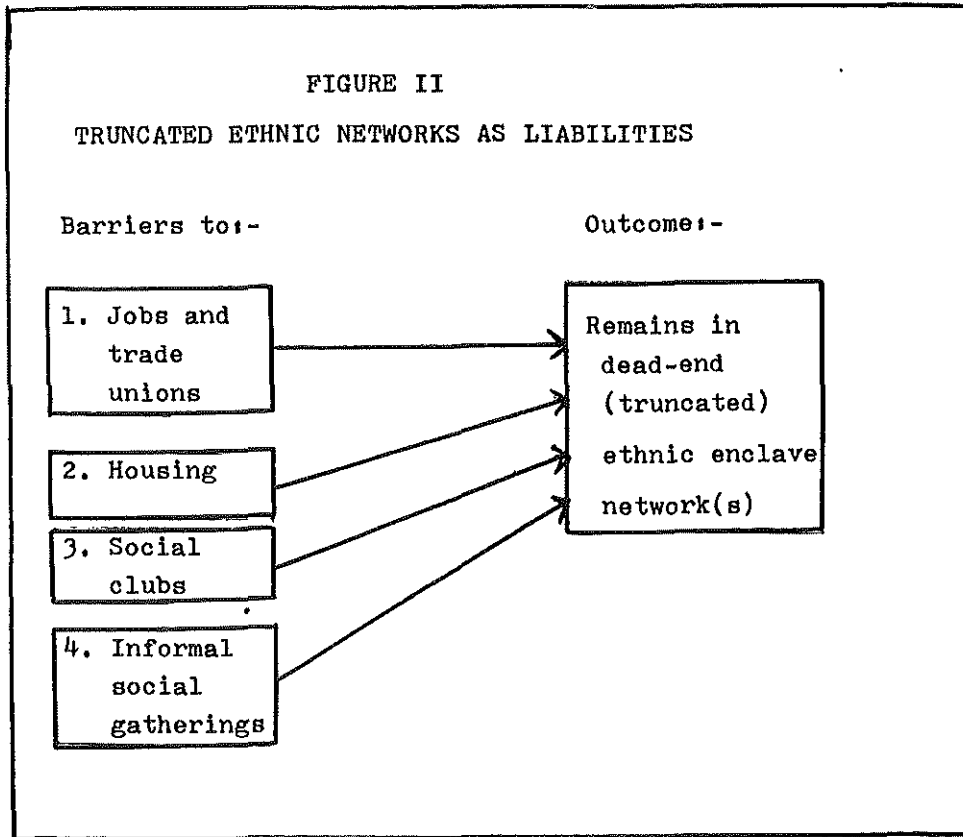 FIGURE II
TRUNCATED ETHNIC NETWORKS AS LIABILITIES
Barriers to:-
Outcome:-
1. Jobs and
trade
unions
2. Housing
3. Social
clubs
4. Informal
social
gatherings
Remains in
dead-end
(truncated)
ethnic enclave
network(s)